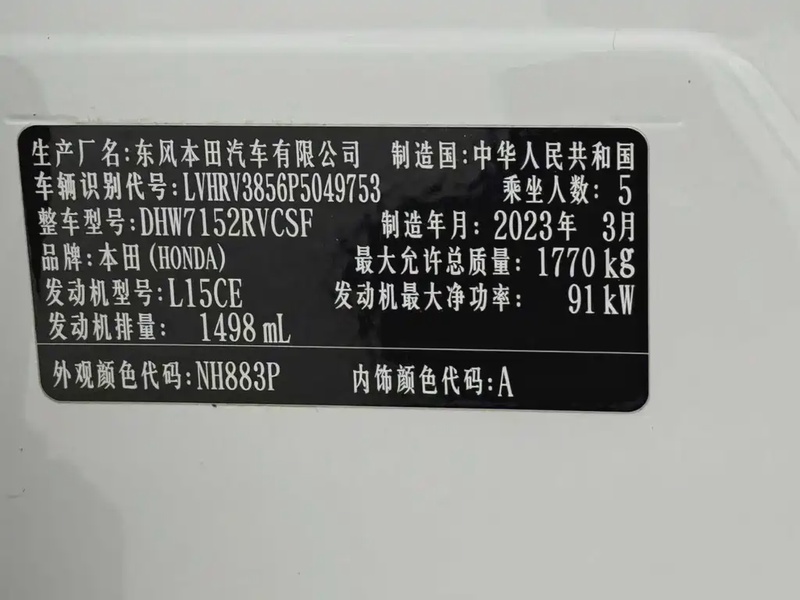 生产厂名:东风本田汽车有限公司 制造国:中华人民共和国
车辆识别代号:LVHRV3856P5049753 乘坐人数: 5
整车型号:DHW7152RVCSF 制造年月:2023年 3月
品牌:本田(HONDA) 最大允许总质量: 1770kg
发动机型号:L15CE 发动机最大净功率: 91kW
发动机排量: 1498mL
外观颜色代码:NH883P 内饰颜色代码:A